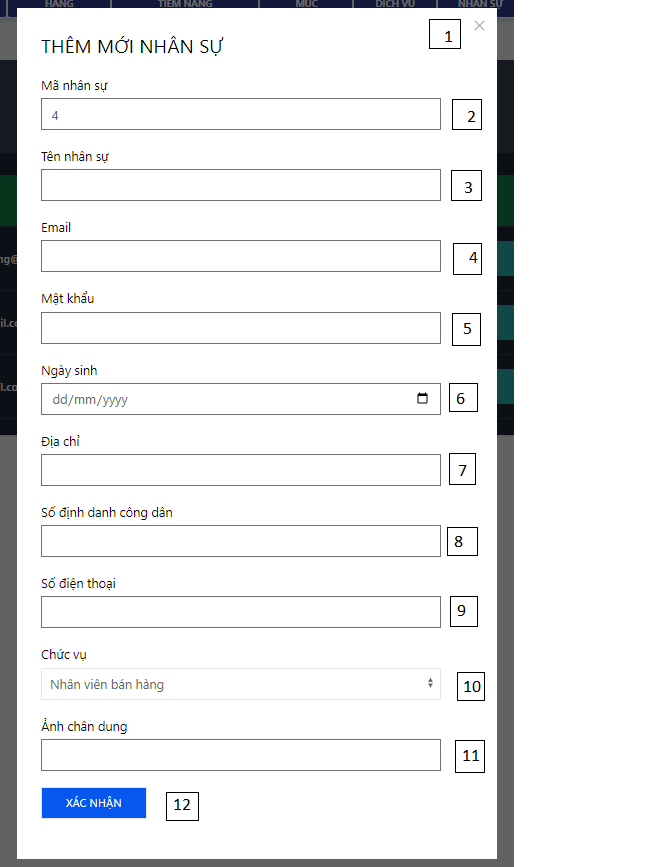 HÀNG TIỀM NĂNG MỤC DỊCH VỤ NHÂN SỰ
1
THÊM MỚI NHÂN SỰ
Mã nhân sự
4
2
Tên nhân sự
3
ng@
Email
4
Mật khẩu
il.co
5
Ngày sinh
l.co
dd/mm/yyyy
6
Địa chỉ
7
Số định danh công dân
8
Số điện thoại
9
Chức vụ
Nhân viên bán hàng
10
Ảnh chân dung
11
XÁC NHẬN
12